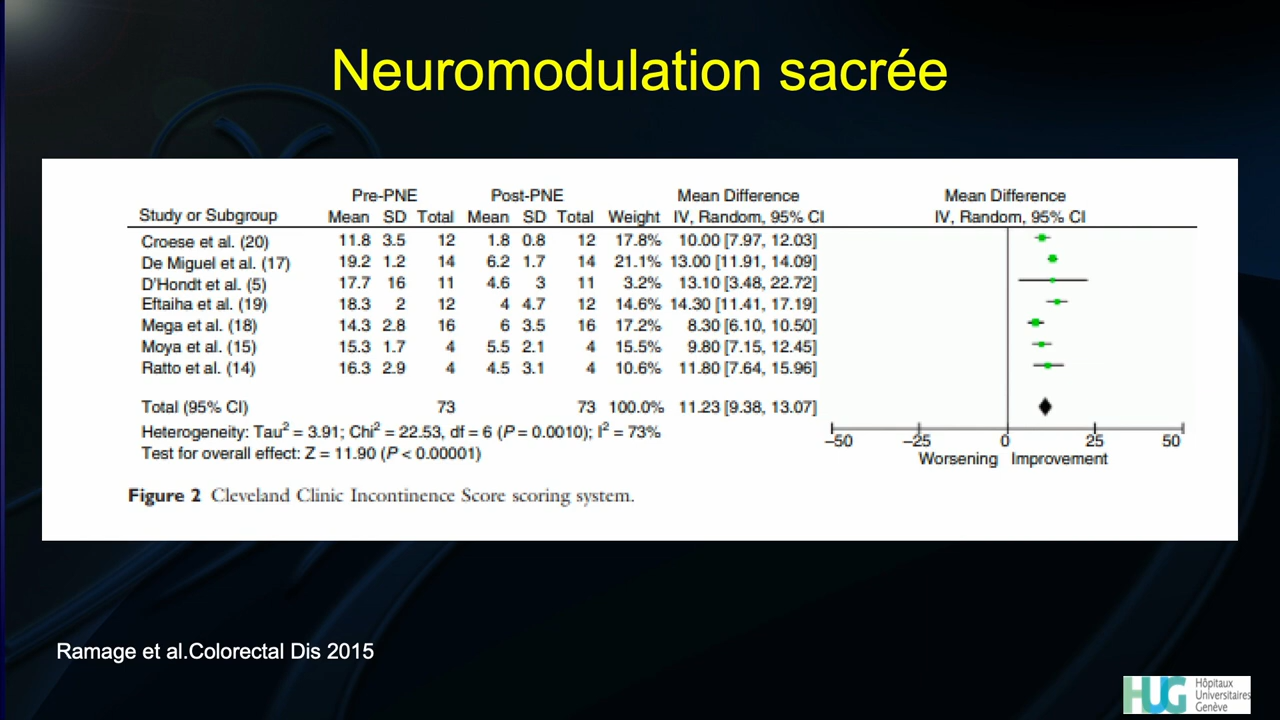 Neuromodulation sacrée
Pre-PNE Post-PNE Mean Difference Mean Difference
Study or Subgroup Mean SD Total Mean SD Total Weight IV, Random, 95% CI IV, Random, 95% CI
Croese et al. (20) 11.8 3.5 12 1.8 0.8 12 17.8% 10.00 [7.97, 12.03]
De Miguel et al. (17) 19.2 1.2 14 6.2 1.7 14 21.1% 13.00 [11.91, 14.09]
D'Hondt et al. (5) 17.7 16 11 4.6 3 11 3.2% 13.10 [3.48, 22.72]
Eftaiha et al. (19) 18.3 2 12 4 4.7 12 14.6% 14.30 [11.41, 17.19]
Mega et al. (18) 14.3 2.8 16 6 3.5 16 17.2% 8.30 [6.10, 10.50]
Moya et al. (15) 15.3 1.7 4 5.5 2.1 4 15.5% 9.80 [7.15, 12.45]
Ratto et al. (14) 16.3 2.9 4 4.5 3.1 4 10.6% 11.80 [7.64, 15.96]
Total (95% CI) 73 73 100.0% 11.23 [9.38, 13.07]
Heterogeneity: Tau² = 3.91; Chi² = 22.53, df = 6 (P = 0.0010); I² = 73%
Test for overall effect: Z = 11.90 (P < 0.00001)
–50 –25 0 25 50
Worsening Improvement
Figure 2 Cleveland Clinic Incontinence Score scoring system.
Ramage et al.Colorectal Dis 2015
HUG
Hôpitaux
Universitaires
Genève